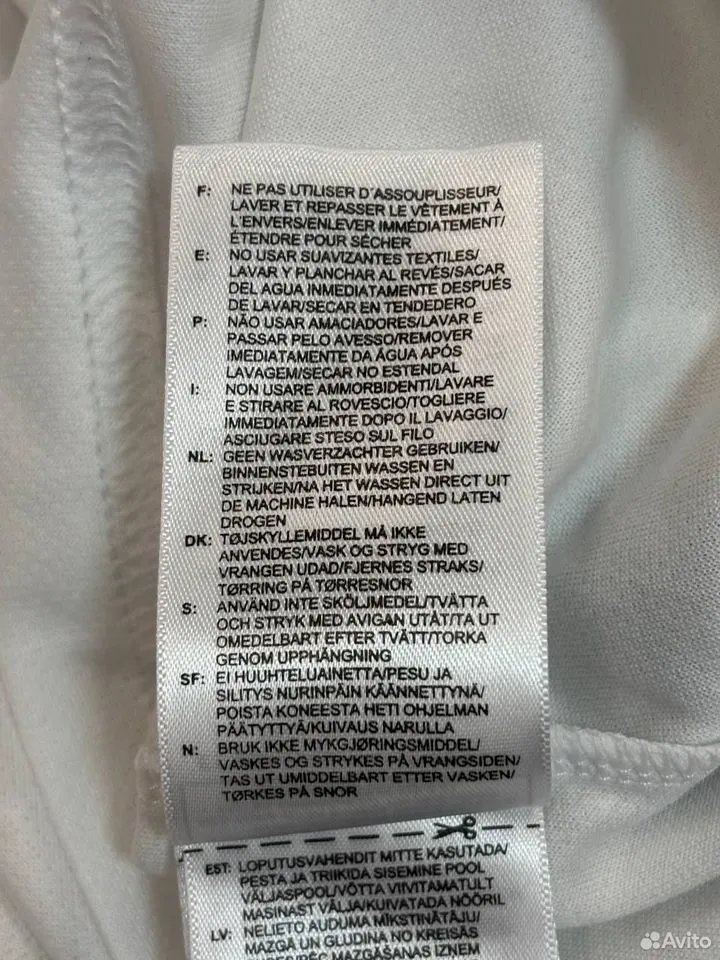 F: NE PAS UTILISER D´ASSOUPLISSEUR/
LAVER ET REPASSER LE VÊTEMENT À
L'ENVERS/ENLEVER IMMÉDIATEMENT/
ÉTENDRE POUR SÉCHER
E: NO USAR SUAVIZANTES TEXTILES/
LAVAR Y PLANCHAR AL REVÉS/SACAR
DEL AGUA INMEDIATAMENTE DESPUÉS
DE LAVAR/SECAR EN TENDEDERO
P: NÃO USAR AMACIADORES/LAVAR E
PASSAR PELO AVESSO/REMOVER
IMEDIATAMENTE DA ÁGUA APÓS
LAVAGEM/SECAR NO ESTENDAL
I: NON USARE AMMORBIDENTI/LAVARE
E STIRARE AL ROVESCIO/TOGLIERE
IMMEDIATAMENTE DOPO IL LAVAGGIO/
ASCIUGARE STESO SUL FILO
NL: GEEN WASVERZACHTER GEBRUIKEN/
BINNENSTEBUITEN WASSEN EN
STRIJKEN/NA HET WASSEN DIRECT UIT
DE MACHINE HALEN/HANGEND LATEN
DROGEN
DK: TØJSKYLLEMIDDEL MÅ IKKE
ANVENDES/VASK OG STRYG MED
VRANGEN UDAD/FJERNES STRAKS/
TØRRING PÅ TØRRESNOR
S: ANVÄND INTE SKÖLJMEDEL/TVÄTTA
OCH STRYK MED AVIGAN UTÅT/TA UT
OMEDELBART EFTER TVÄTT/TORKA
GENOM UPPHÄNGNING
SF: EI HUUHTELUAINETTA/PESU JA
SILITYS NURINPÄIN KÄÄNNETTYNÄ/
POISTA KONEESTA HETI OHJELMAN
PÄÄTYTTYÄ/KUIVAUS NARULLA
N: BRUK IKKE MYKGJØRINGSMIDDEL/
VASKES OG STRYKES PÅ VRANGSIDEN/
TAS UT UMIDDELBART ETTER VASKEN/
TØRKES PÅ SNOR
EST: LOPUTUSVAHENDIT MITTE KASUTADA/
PESTA JA TRIIKIDA SISEMINE POOL
VÄLJASPOOL/VÕTTA VIIVITAMATULT
MASINAST VÄLJA/KUIVATADA NÖÖRIL
LV: NELIETO AUDUMA MĪKSTINĀTĀJU/
MAZGĀ UN GLUDINA NO KREISĀS
MAZGĀŠANAS IZNEM
Avito